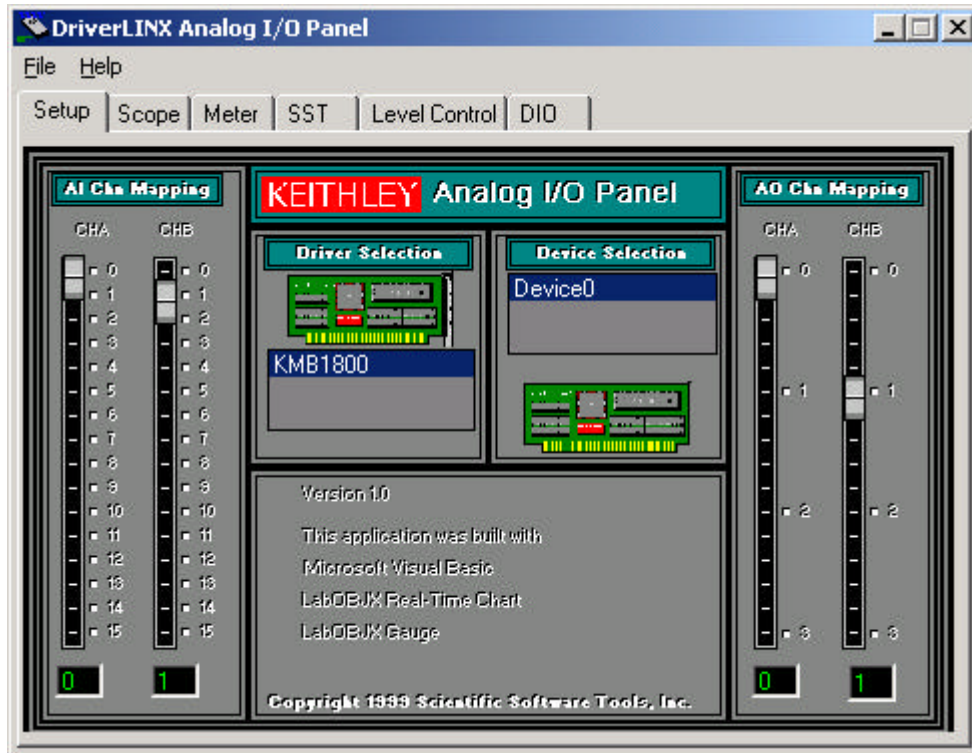 DriverLINX Analog I/O Panel
File Help
Setup Scope Meter SST Level Control DIO
AI Chn Mapping
CHA CHB
0 0
1 1
2 2
3 3
4 4
5 5
6 6
7 7
8 8
9 9
10 10
11 11
12 12
13 13
14 14
15 15
0 1
KEITHLEY Analog I/O Panel
Driver Selection
KMB1800
Device Selection
Device0
Version 1.0
This application was built with
Microsoft Visual Basic
LabOBJX Real-Time Chart
LabOBJX Gauge
Copyright 1999 Scientific Software Tools, Inc.
AO Chn Mapping
CHA CHB
0 0
1 1
2 2
3 3
0 1